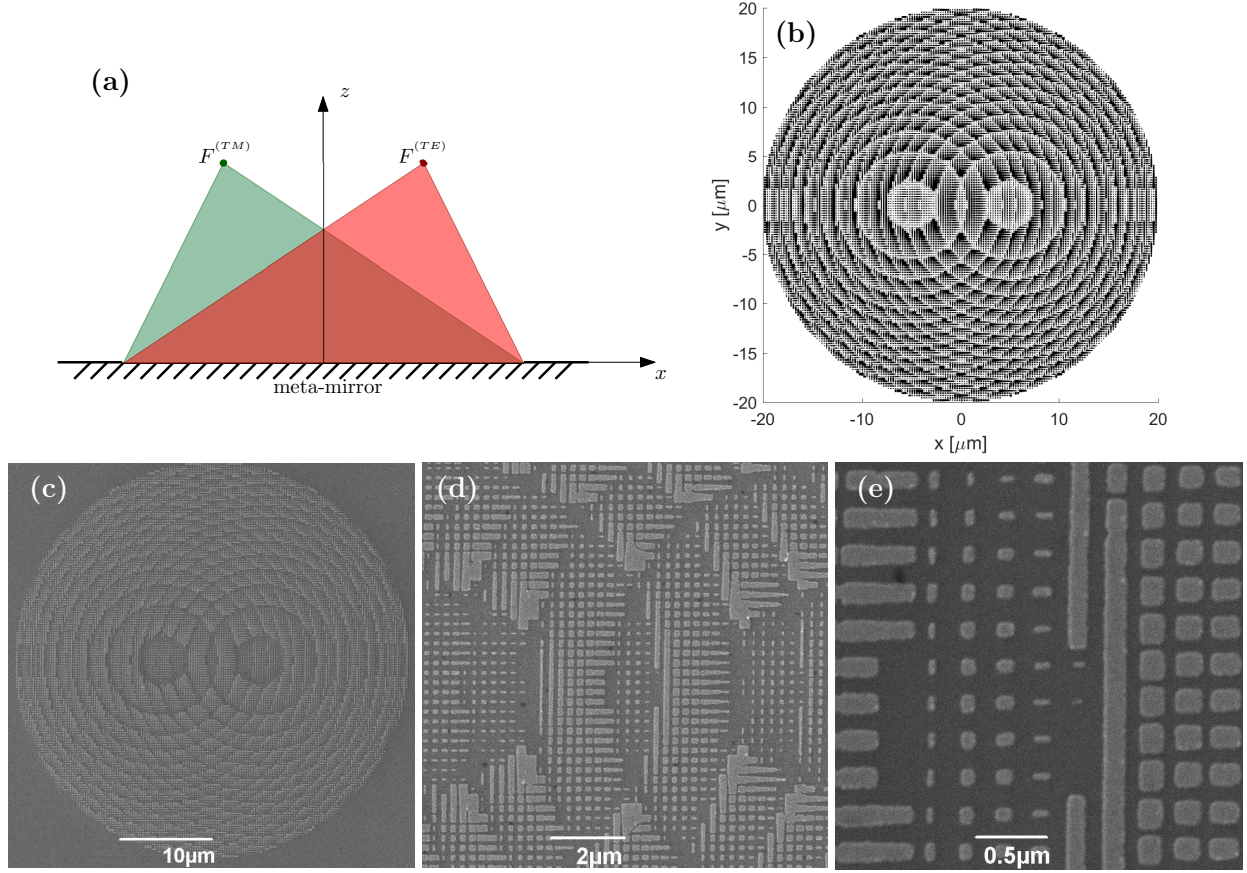 (a)
z
F(TM)
F(TE)
x
meta-mirror
(b)
20
15
10
5
0
-5
-10
-15
-20
y [μm]
-20
-10
0
10
20
x [μm]
(c)
10μm
(d)
2μm
(e)
0.5μm